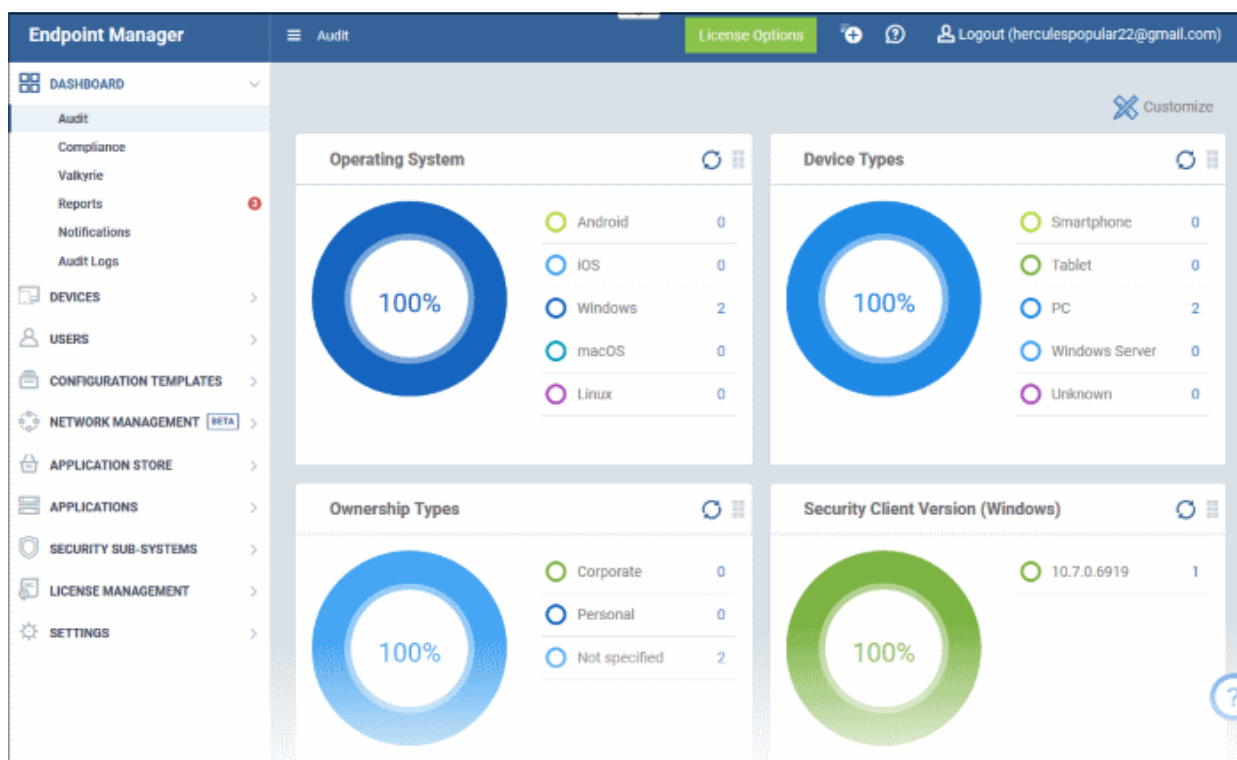 Endpoint Manager
Audit
License Options
Logout (herculespopular22@gmail.com)
DASHBOARD
Audit
Compliance
Valkyrie
Reports 3
Notifications
Audit Logs
DEVICES
USERS
CONFIGURATION TEMPLATES
NETWORK MANAGEMENT BETA
APPLICATION STORE
APPLICATIONS
SECURITY SUB-SYSTEMS
LICENSE MANAGEMENT
SETTINGS
Customize
Operating System
100%
Android 0
iOS 0
Windows 2
macOS 0
Linux 0
Device Types
100%
Smartphone 0
Tablet 0
PC 2
Windows Server 0
Unknown 0
Ownership Types
100%
Corporate 0
Personal 0
Not specified 2
Security Client Version (Windows)
100%
10.7.0.6919 1
?